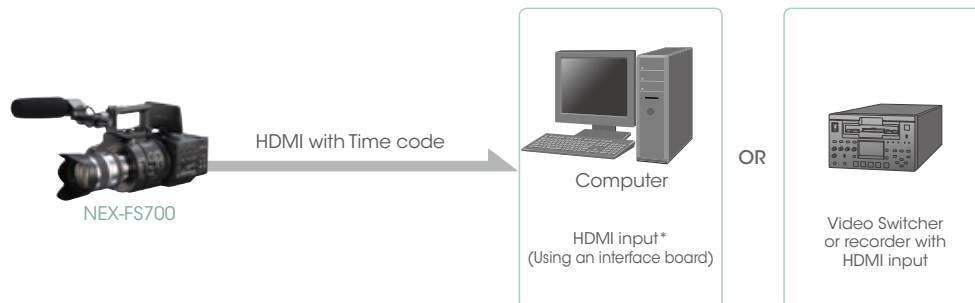 HDMI with Time code
NEX-FS700
Computer
HDMI input*
(Using an interface board)
OR
Video Switcher
or recorder with
HDMI input